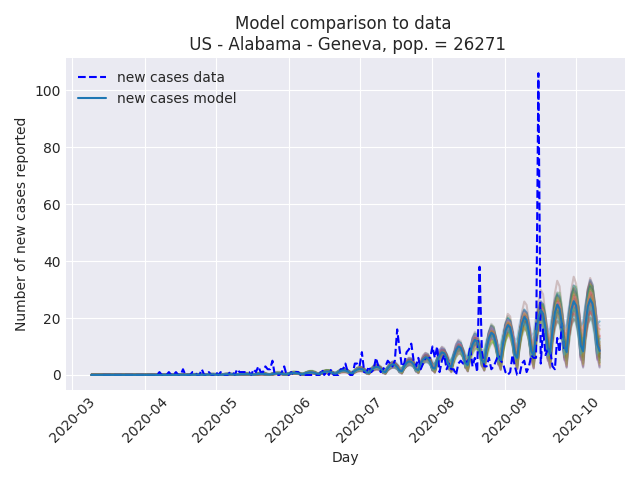 Model comparison to data
US - Alabama - Geneva, pop. = 26271
new cases data
new cases model
Number of new cases reported
100
80
60
40
20
0
2020-03
2020-04
2020-05
2020-06
2020-07
2020-08
2020-09
2020-10
Day